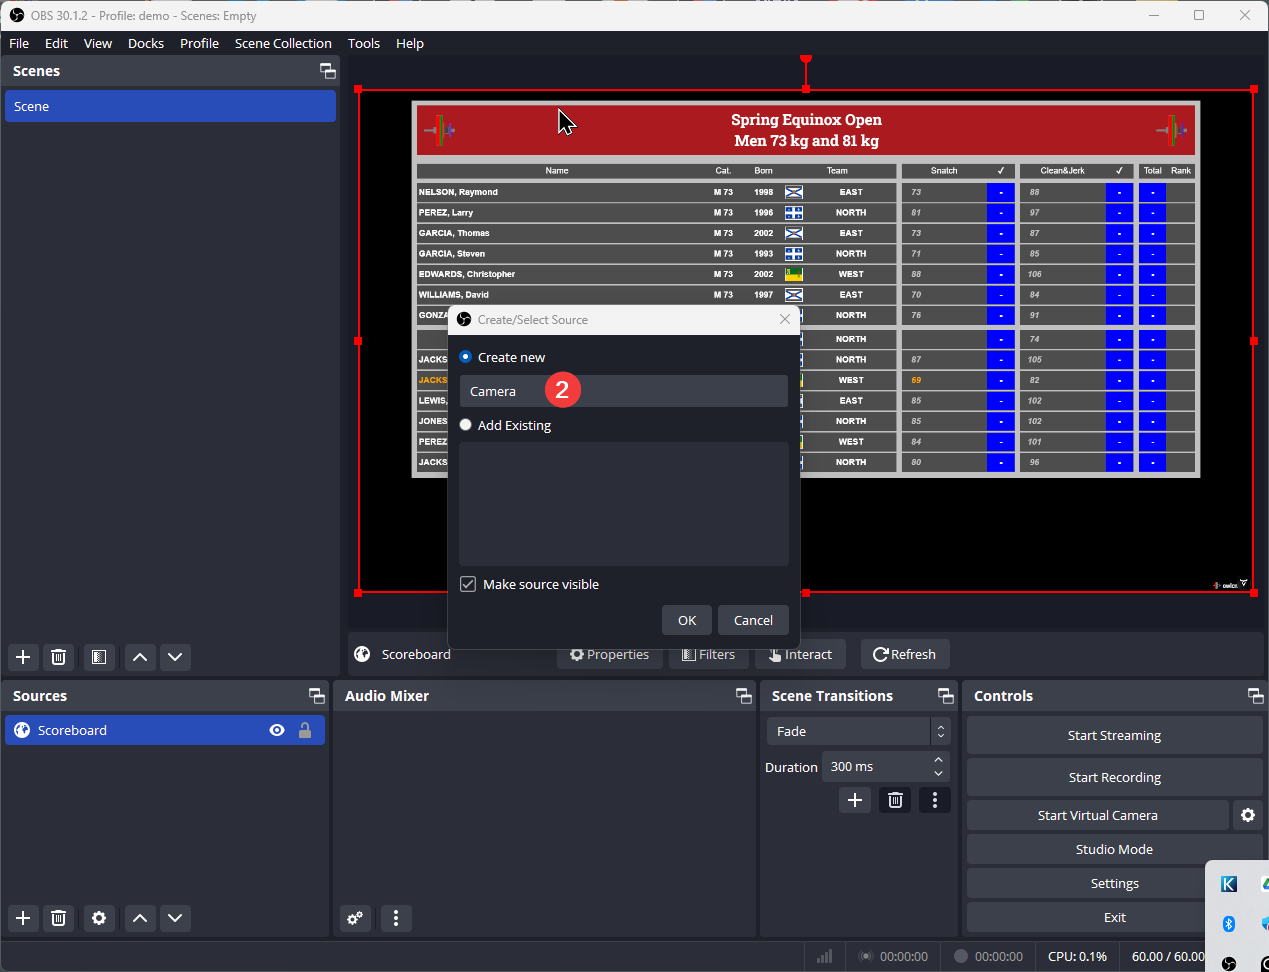 OBS 30.1.2 - Profile: demo - Scenes: Empty
File Edit View Docks Profile Scene Collection Tools Help
Scenes
Scene
Spring Equinox Open
Men 73 kg and 81 kg
Name Cat. Born Team Snatch ✓ Clean&Jerk ✓ Total Rank
NELSON, Raymond M 73 1998 EAST 73 - 88 - -
PEREZ, Larry M 73 1996 NORTH 81 - 97 - -
GARCIA, Thomas M 73 2002 EAST 73 - 87 - -
GARCIA, Steven M 73 1993 NORTH 71 - 85 - -
EDWARDS, Christopher M 73 2002 WEST 88 - 106 - -
WILLIAMS, David M 73 1997 EAST 70 - 84 - -
GONZA NORTH 76 - 91 - -
NORTH 74 - -
JACKS NORTH 87 - 105 - -
JACKS WEST 69 - 82 - -
LEWIS, EAST 85 - 102 - -
JONES NORTH 85 - 102 - -
PEREZ WEST 84 - 101 - -
JACKS NORTH 80 - 96 - -
Create/Select Source
Create new
Camera 2
Add Existing
Make source visible
OK Cancel
Scoreboard Properties Filters Interact Refresh
Sources
Scoreboard
Audio Mixer
Scene Transitions
Fade
Duration 300 ms
Controls
Start Streaming
Start Recording
Start Virtual Camera
Studio Mode
Settings
Exit
00:00:00 00:00:00 CPU: 0.1% 60.00 / 60.00